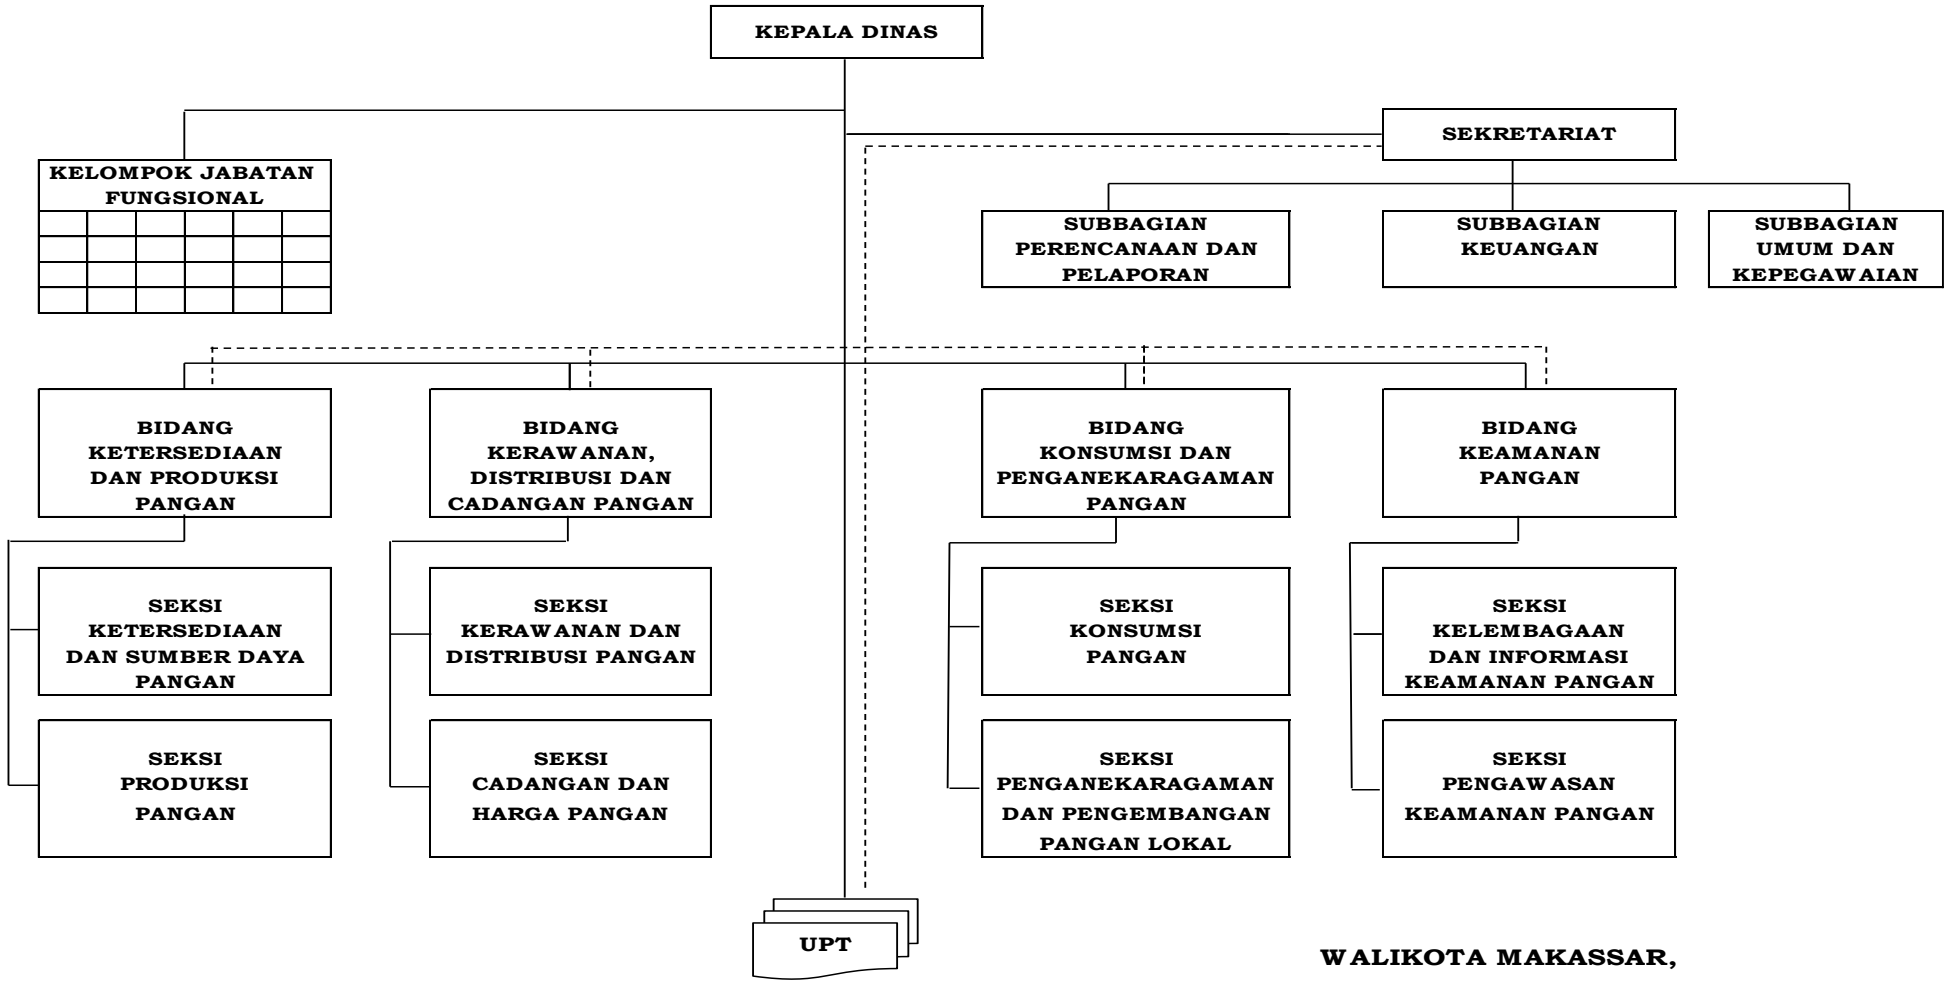 KEPALA DINAS
SEKRETARIAT
KELOMPOK JABATAN
FUNGSIONAL
SUBBAGIAN
PERENCANAAN DAN
PELAPORAN
SUBBAGIAN
KEUANGAN
SUBBAGIAN
UMUM DAN
KEPEGAWAIAN
BIDANG
KETERSEDIAAN
DAN PRODUKSI
PANGAN
BIDANG
KERAWANAN,
DISTRIBUSI DAN
CADANGAN PANGAN
BIDANG
KONSUMSI DAN
PENGANEKARAGAMAN
PANGAN
BIDANG
KEAMANAN
PANGAN
SEKSI
KETERSEDIAAN
DAN SUMBER DAYA
PANGAN
SEKSI
KERAWANAN DAN
DISTRIBUSI PANGAN
SEKSI
KONSUMSI
PANGAN
SEKSI
KELEMBAGAAN
DAN INFORMASI
KEAMANAN PANGAN
SEKSI
PRODUKSI
PANGAN
SEKSI
CADANGAN DAN
HARGA PANGAN
SEKSI
PENGANEKARAGAMAN
DAN PENGEMBANGAN
PANGAN LOKAL
SEKSI
PENGAWASAN
KEAMANAN PANGAN
UPT
WALIKOTA MAKASSAR,